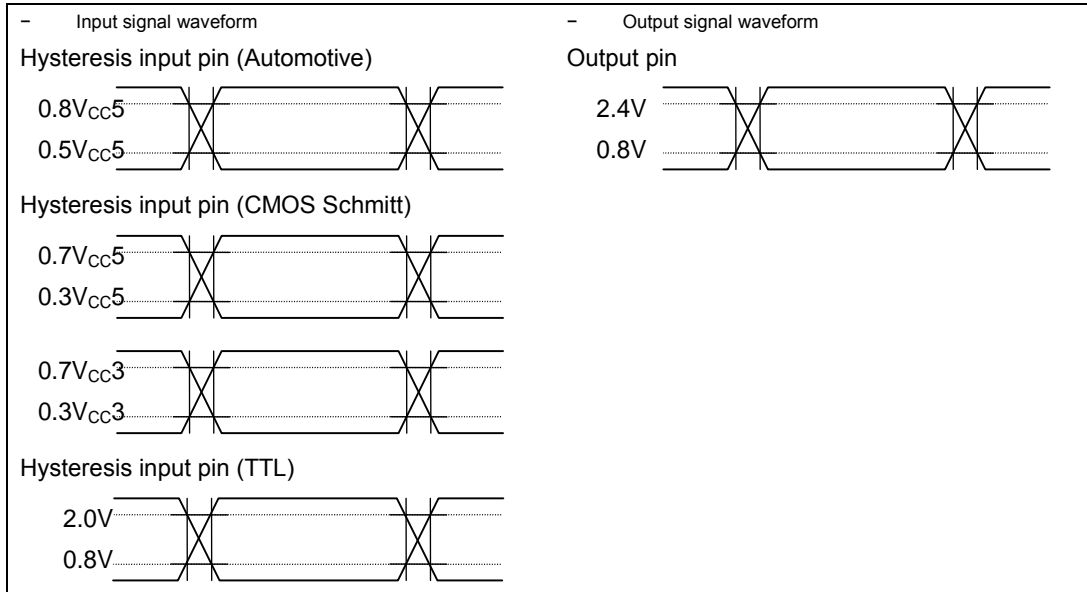 − Input signal waveform
Hysteresis input pin (Automotive)
0.8VCC5
0.5VCC5
Hysteresis input pin (CMOS Schmitt)
0.7VCC5
0.3VCC5
0.7VCC3
0.3VCC3
Hysteresis input pin (TTL)
2.0V
0.8V
− Output signal waveform
Output pin
2.4V
0.8V